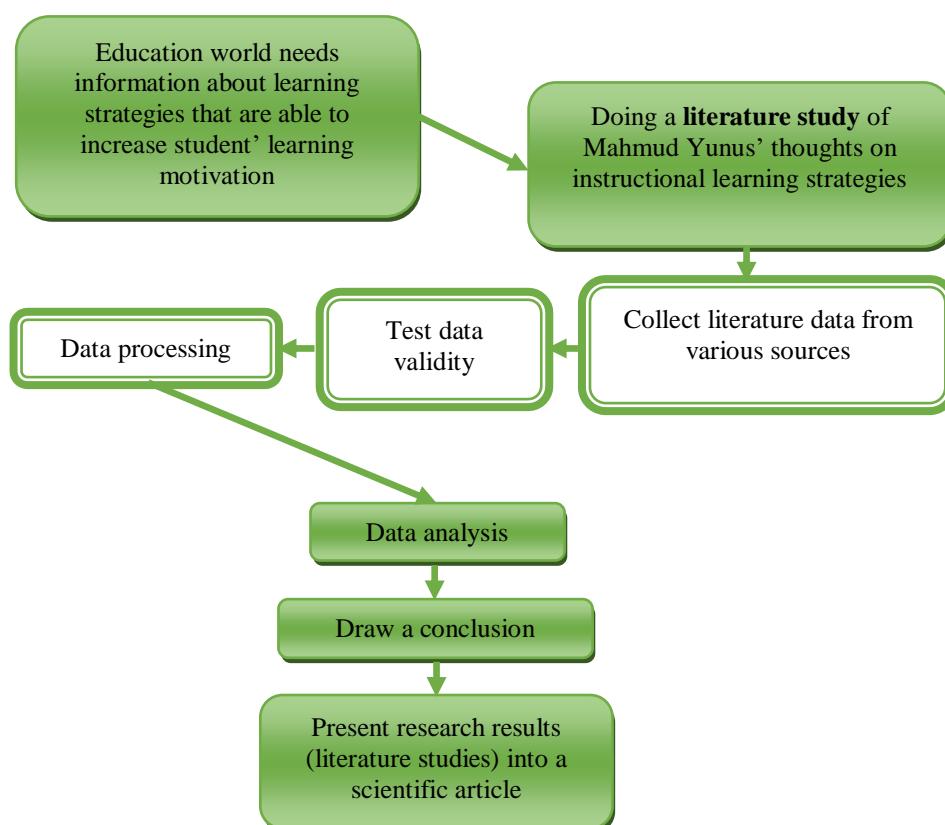 Education world needs
information about learning
strategies that are able to
increase student’ learning
motivation
Doing a literature study of
Mahmud Yunus’ thoughts on
instructional learning strategies
Collect literature data from
various sources
Test data
validity
Data processing
Data analysis
Draw a conclusion
Present research results
(literature studies) into a
scientific article